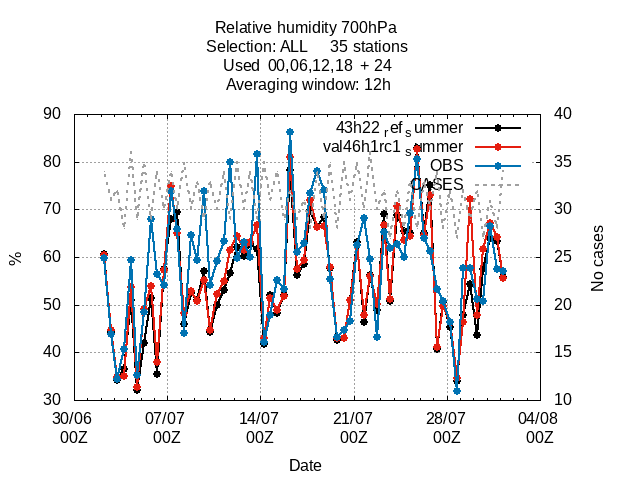 Relative humidity 700hPa
Selection: ALL 35 stations
Used 00,06,12,18 + 24
Averaging window: 12h
90 40
43h22refsummer
val46h1rc1summer
80 35
OBS
CASES
70 30
%
No cases
60 25
50 20
40 15
30 10
30/06 07/07 14/07 21/07 28/07 04/08
00Z 00Z 00Z 00Z 00Z 00Z
Date